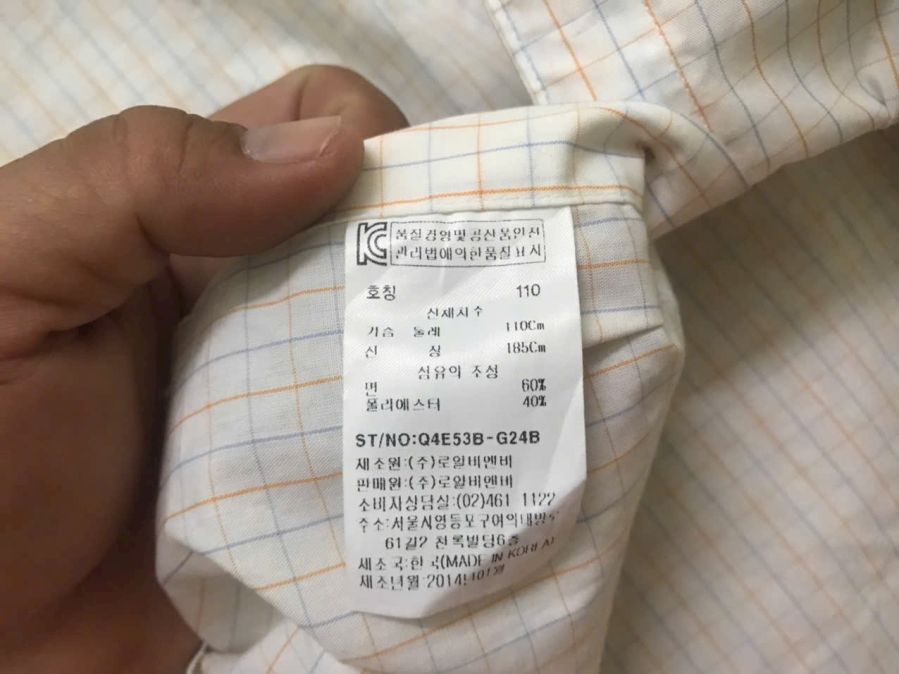 품질경영및공산품안전
관리법에의한품질표시
호칭 110
신체치수
가슴 둘레 110Cm
신 장 185Cm
섬유의 조성
면 60%
폴리에스터 40%
ST/NO:Q4E53B-G24B
제조원:(주)로일비엔비
판매원:(주)로일비엔비
소비자상담실:(02)461 1122
주소:서울시영등포구여의대방로
61길2 천록빌딩6층
제조국:한국(MADE IN KOREA)
제조년월:2014년01월